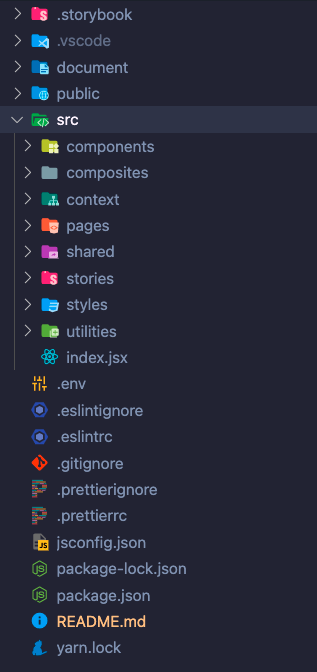 .storybook
.vscode
document
public
src
components
composites
context
pages
shared
stories
styles
utilities
index.jsx
.env
.eslintignore
.eslintrc
.gitignore
.prettierignore
.prettierrc
jsconfig.json
package-lock.json
package.json
README.md
yarn.lock